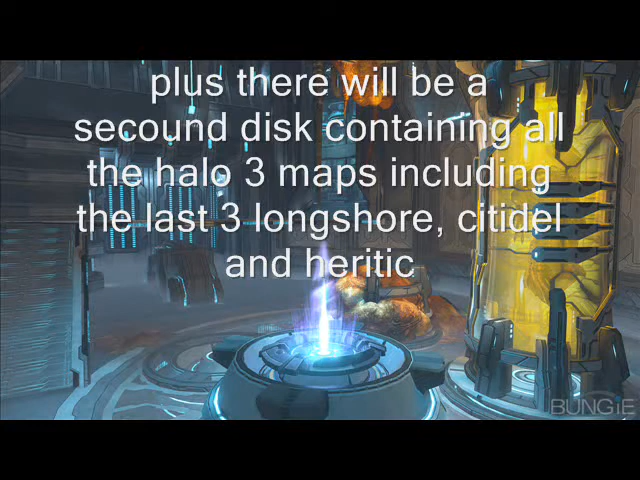 plus there will be a
secound disk containing all
the halo 3 maps including
the last 3 longshore, citidel
and heritic
BUNGiE